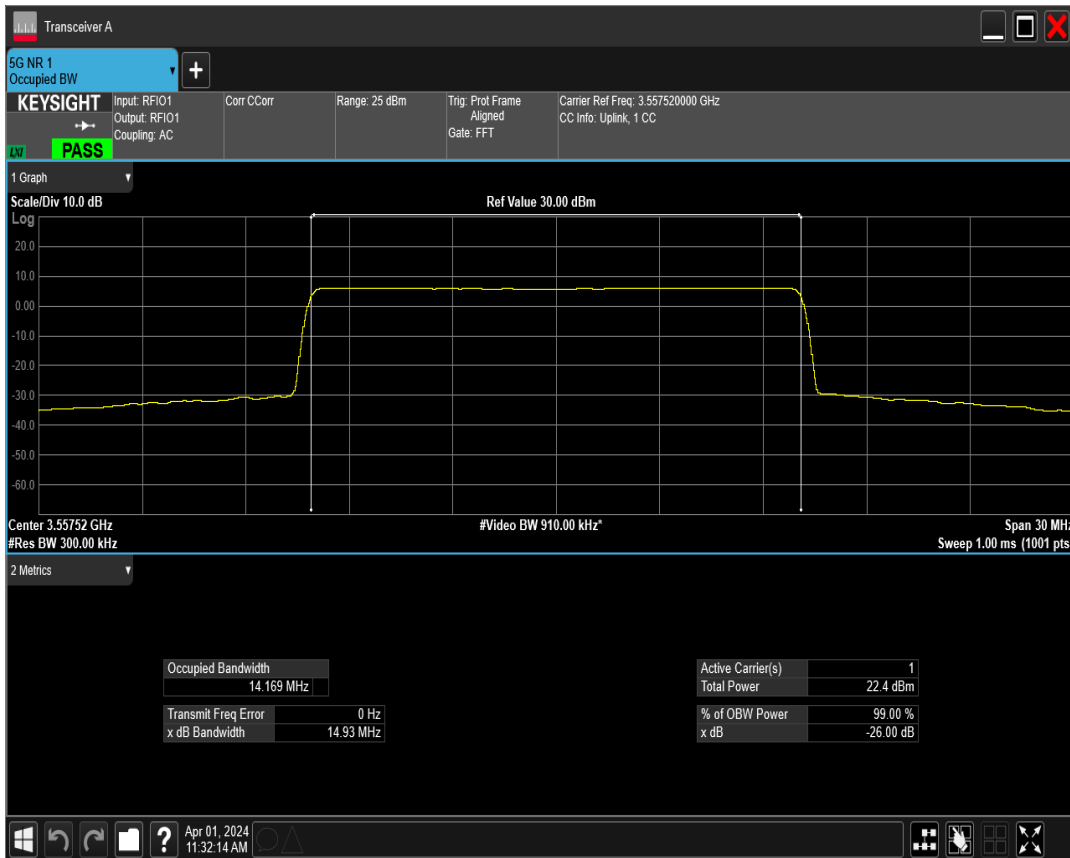 Transceiver A
5G NR 1
Occupied BW
+
KEYSIGHT
LXI
PASS
Input: RFIO1
Output: RFIO1
Coupling: AC
Corr CCorr
Range: 25 dBm
Trig: Prot Frame
Aligned
Gate: FFT
Carrier Ref Freq: 3.557520000 GHz
CC Info: Uplink, 1 CC
1 Graph
Scale/Div 10.0 dB
Ref Value 30.00 dBm
Log
20.0
10.0
0.00
-10.0
-20.0
-30.0
-40.0
-50.0
-60.0
Center 3.55752 GHz
#Video BW 910.00 kHz*
Span 30 MHz
#Res BW 300.00 kHz
Sweep 1.00 ms (1001 pts
2 Metrics
Occupied Bandwidth
14.169 MHz
Transmit Freq Error 0 Hz
x dB Bandwidth 14.93 MHz
Active Carrier(s) 1
Total Power 22.4 dBm
% of OBW Power 99.00 %
x dB -26.00 dB
?
Apr 01, 2024
11:32:14 AM